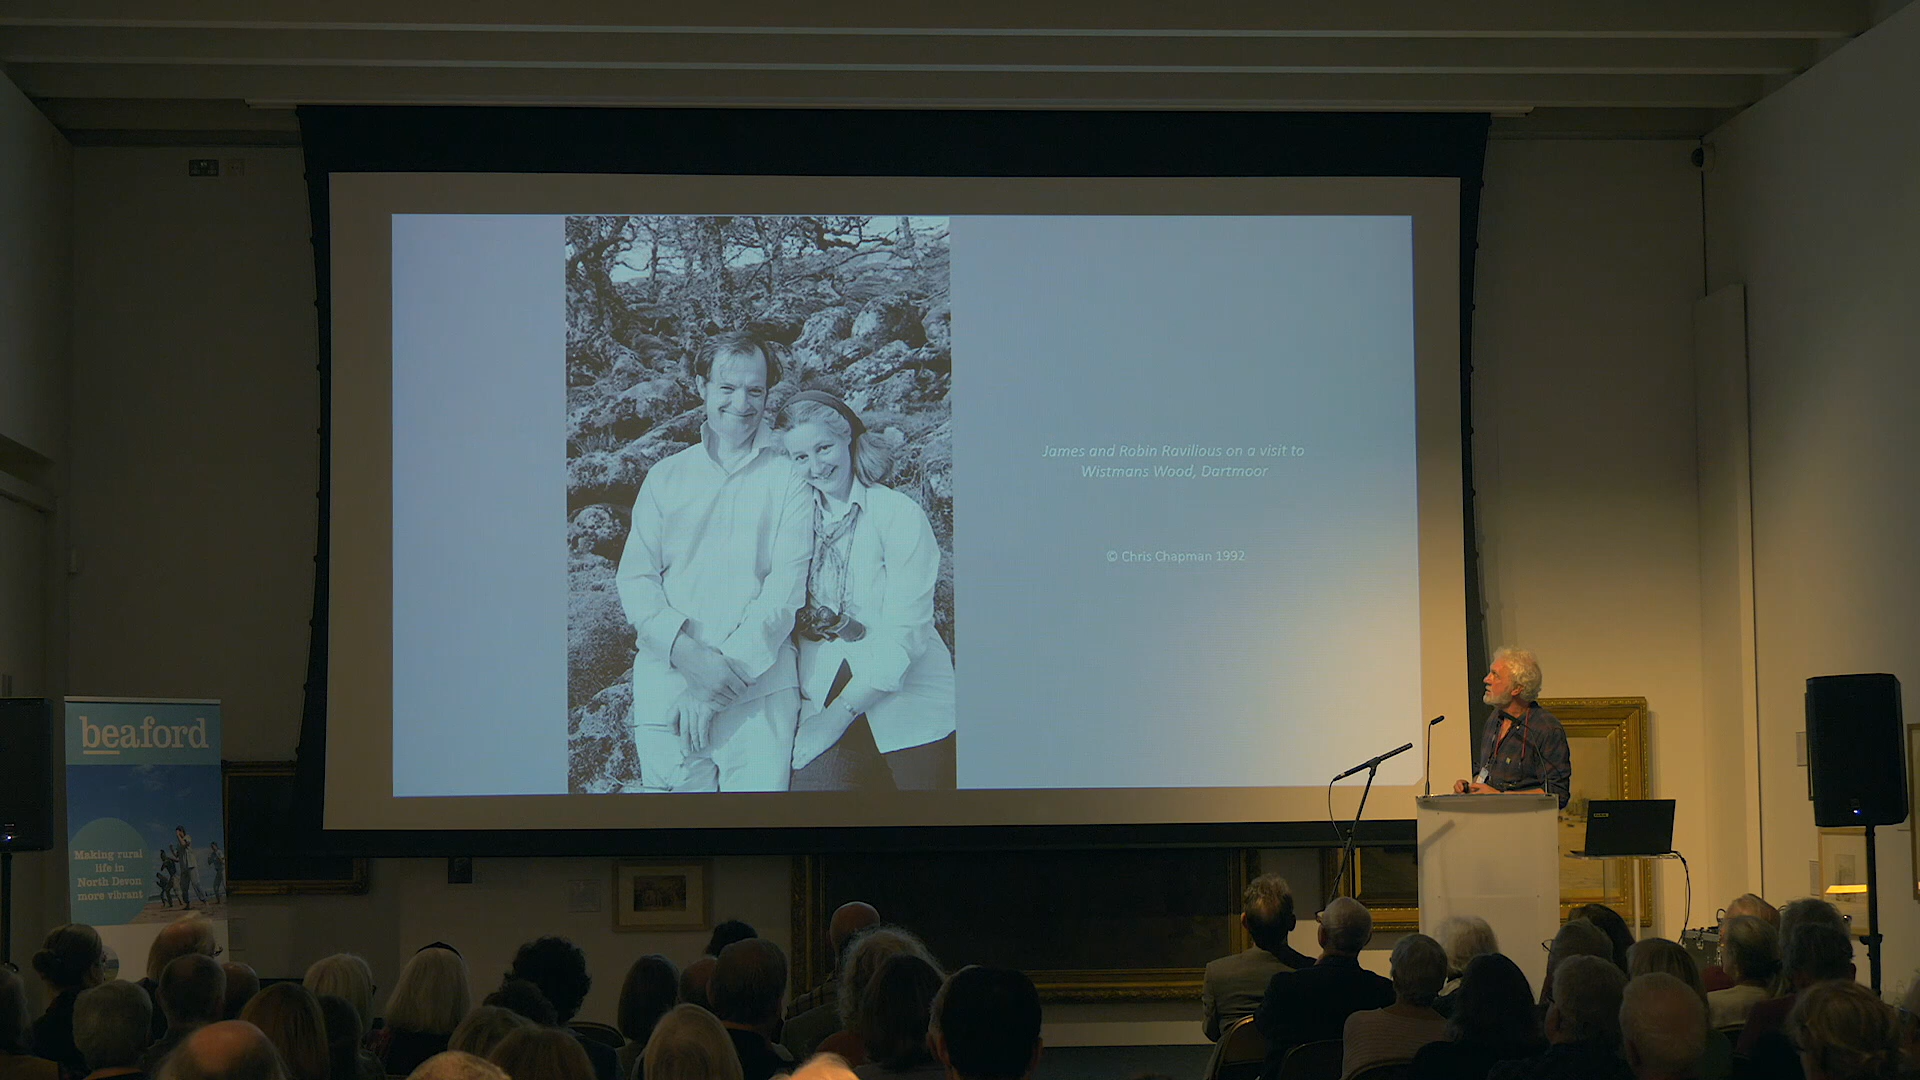 James and Robin Ravilious on a visit to
Wistmans Wood, Dartmoor
© Chris Chapman 1992
beaford
Making rural
life in
North Devon
more vibrant